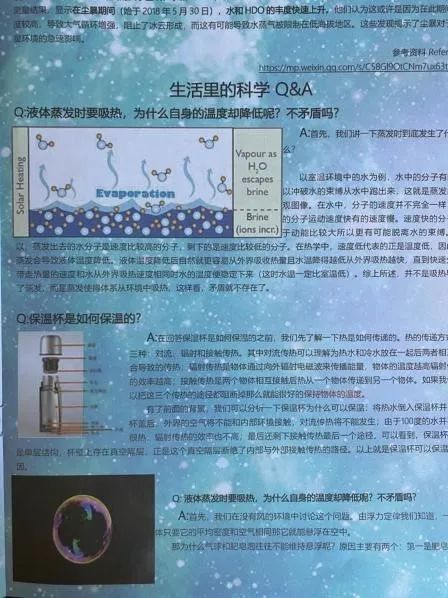 测量结果，显示在尘暴期间（始于 2018 年 5 月 30 日），水和HDO的丰度快速上升。他们认为这或许是因为在此期间
度较高，导致大气循环增强，阻止了冰云形成，而这有可能导致水蒸气被限制在低海拔地区。这些发现揭示了尘暴对
星环境的急速影响。
参考资料 Refer
https://mp.weixin.qq.com/s/C58Gl9OtCNm7ux63t
生活里的科学 Q&A
Q:液体蒸发时要吸热，为什么自身的温度却降低呢？不矛盾吗？
Solar Heating
Evaporation
Vapour as
H₂O
escapes
brine
Brine
(ions incr.)
A:首先，我们讲一下蒸发时到底发生了什
么？
以室温环境中的水为例，水中的分子有
以冲破水的束缚从水中跑出来，这就是蒸发
观图像。在水中，分子的速度并不完全一样
的分子运动速度快有的速度慢。速度快的分
于动能比较大所以更有可能脱离水的束缚。
以，蒸发出去的水分子是速度比较高的分子，剩下的是速度比较低的分子。在热学中，速度低代表的正是温度低，因
蒸发会导致液体温度降低。液体温度降低后自然就更容易从外界吸收热量且水温降得越低从外界吸热越快，直到快速
带走热量的速度和水从外界吸热速度相同时水的温度便稳定下来（这时水温一定比室温低）。综上所述，并不是吸热
了蒸发，而是蒸发使得体系从环境中吸热，这样看，矛盾就不存在了。
Q:保温杯是如何保温的？
A:在回答保温杯是如何保温的之前，我们先了解一下热是如何传递的。热的传递方式
三种：对流，辐射和接触传热。其中对流传热可以理解为热水和冷水放在一起后两者相互
合导致的传热；辐射传热是物体通过向外辐射电磁波来传播能量，物体的温度越高辐射
的效率越高；接触传热是两个物体相互接触后热从一个物体传递到另一个物体。如果我
以把这三个传热的途径都阻断掉那么就能很好的保持物体的温度。
有了前面的背景，我们可以分析一下保温杯为什么可以保温：将热水倒入保温杯并
杯盖后，外界的空气将不能和内部环境接触，对流传热将不能发生；由于100度的水并
很热，辐射传热的效率也不高；最后还剩下接触传热最后一个途径，可以看到，保温杯
是单层结构，杯壁上存在真空隔层，正是这个真空隔层断绝了内部与外部接触传热的路径。以上就是保温杯可以保温
因。
Q: 液体蒸发时要吸热，为什么自身的温度却降低呢？不矛盾吗？
A:首先，我们在没有风的环境中讨论这个问题。由浮力定律我们知道，一
体只要它的平均密度和空气相同那它就能悬浮在空中。
那为什么气球和肥皂泡往往不能维持悬浮呢？原因主要有两个：第一是肥皂